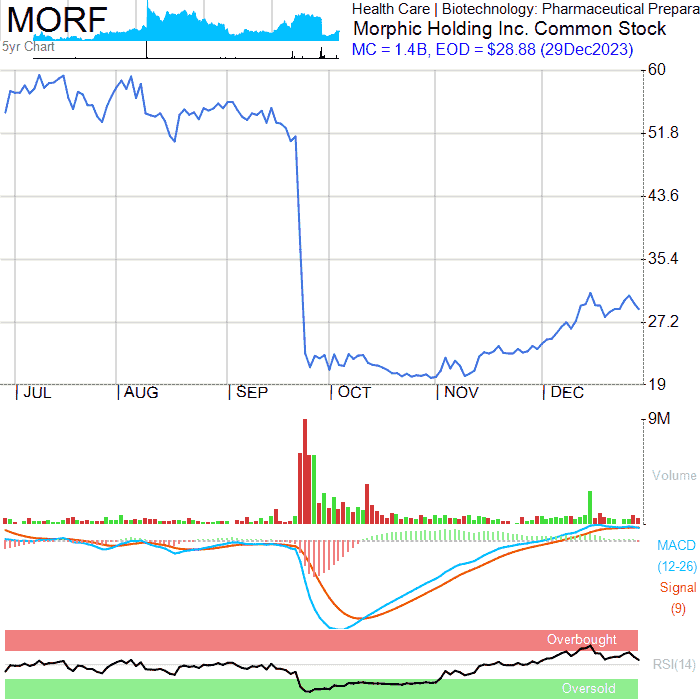 MORF
5yr Chart
Health Care | Biotechnology: Pharmaceutical Prepara
Morphic Holding Inc. Common Stock
MC = 1.4B, EOD = $28.88 (29Dec2023)
60
51.8
43.6
35.4
27.2
19
JUL AUG SEP OCT NOV DEC
9M
Volume
MACD
(12-26)
Signal
(9)
Overbought
RSI(14)
Oversold